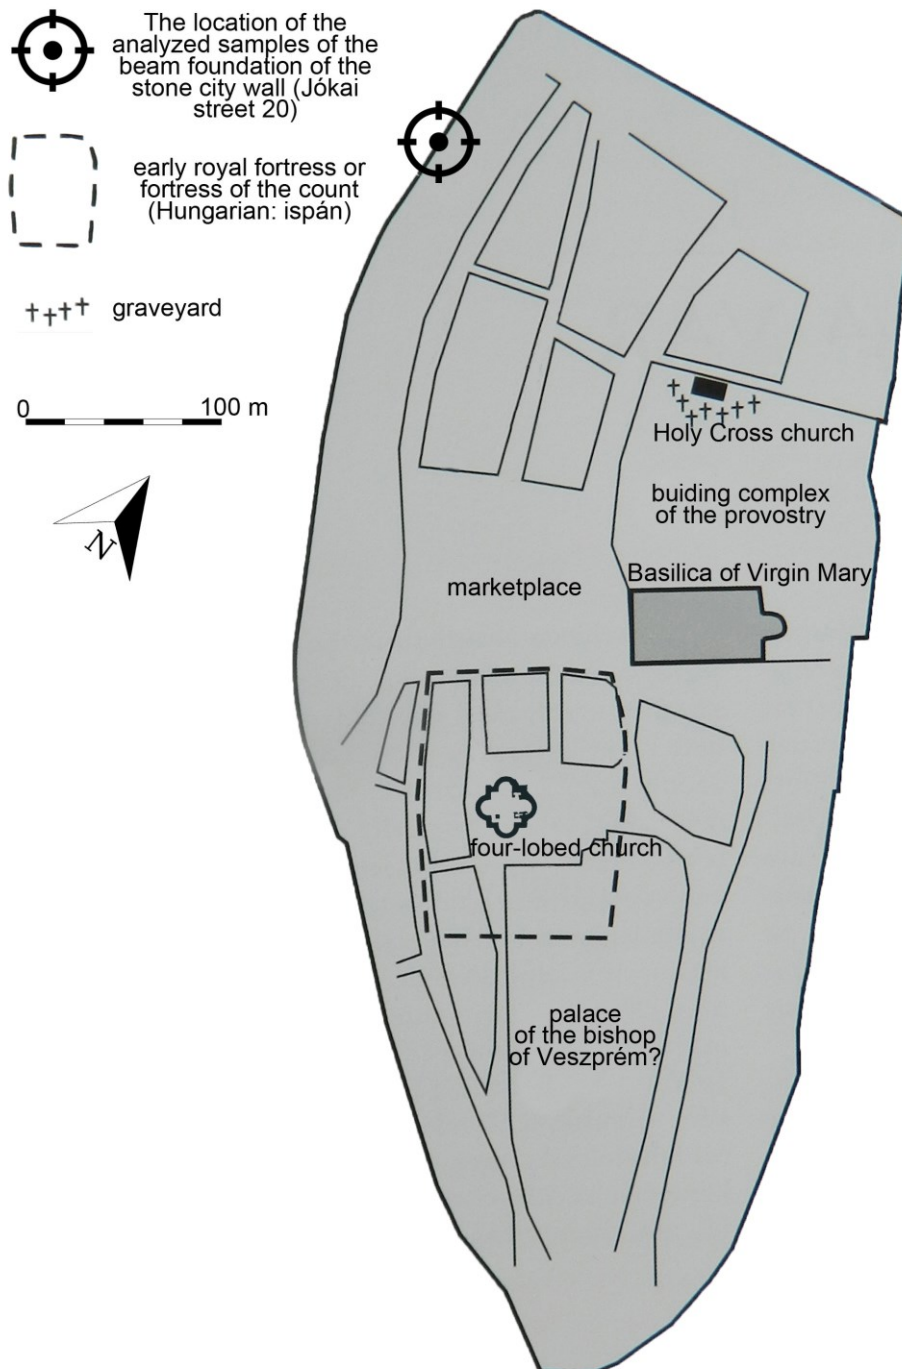 The location of the
analyzed samples of the
beam foundation of the
stone city wall (Jókai
street 20)
early royal fortress or
fortress of the count
(Hungarian: ispán)
graveyard
0 100 m
N
Holy Cross church
buiding complex
of the provostry
Basilica of Virgin Mary
marketplace
four-lobed church
palace
of the bishop
of Veszprém?